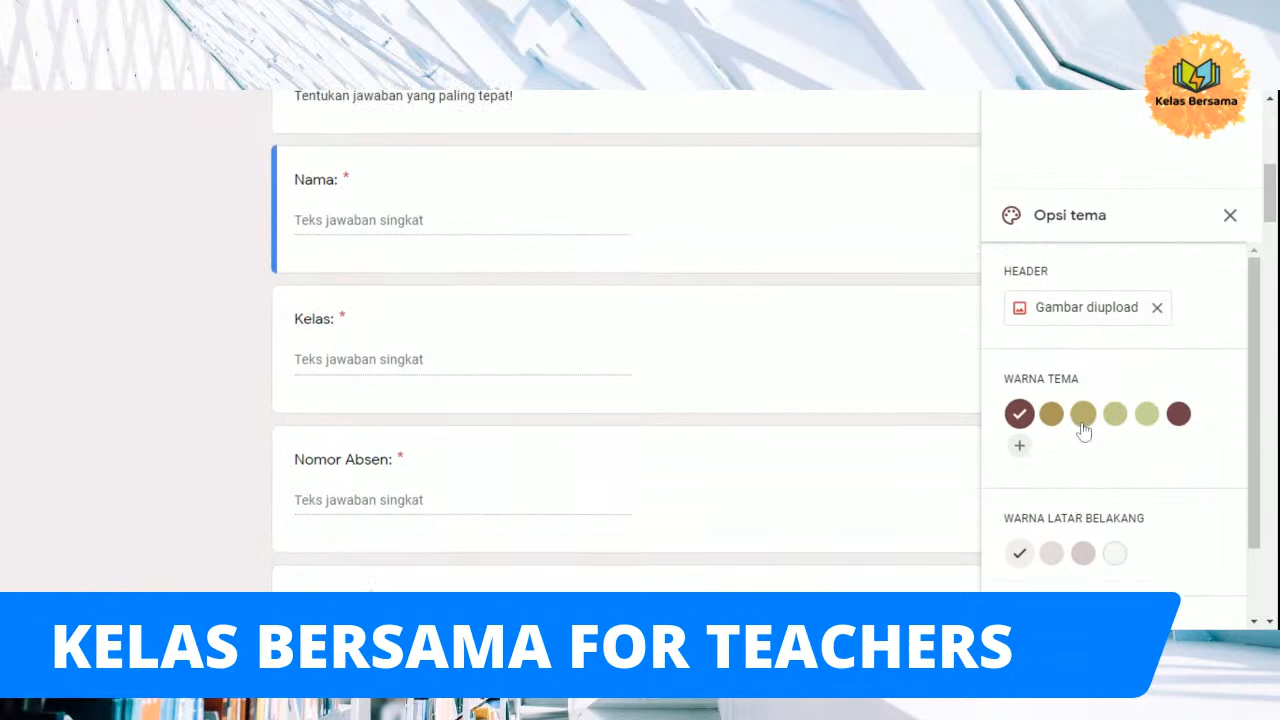 Kelas Bersama
Tentukan jawaban yang paling tepat!
Nama: *
Teks jawaban singkat
Kelas: *
Teks jawaban singkat
Nomor Absen: *
Teks jawaban singkat
Opsi tema
HEADER
Gambar diupload
WARNA TEMA
WARNA LATAR BELAKANG
KELAS BERSAMA FOR TEACHERS